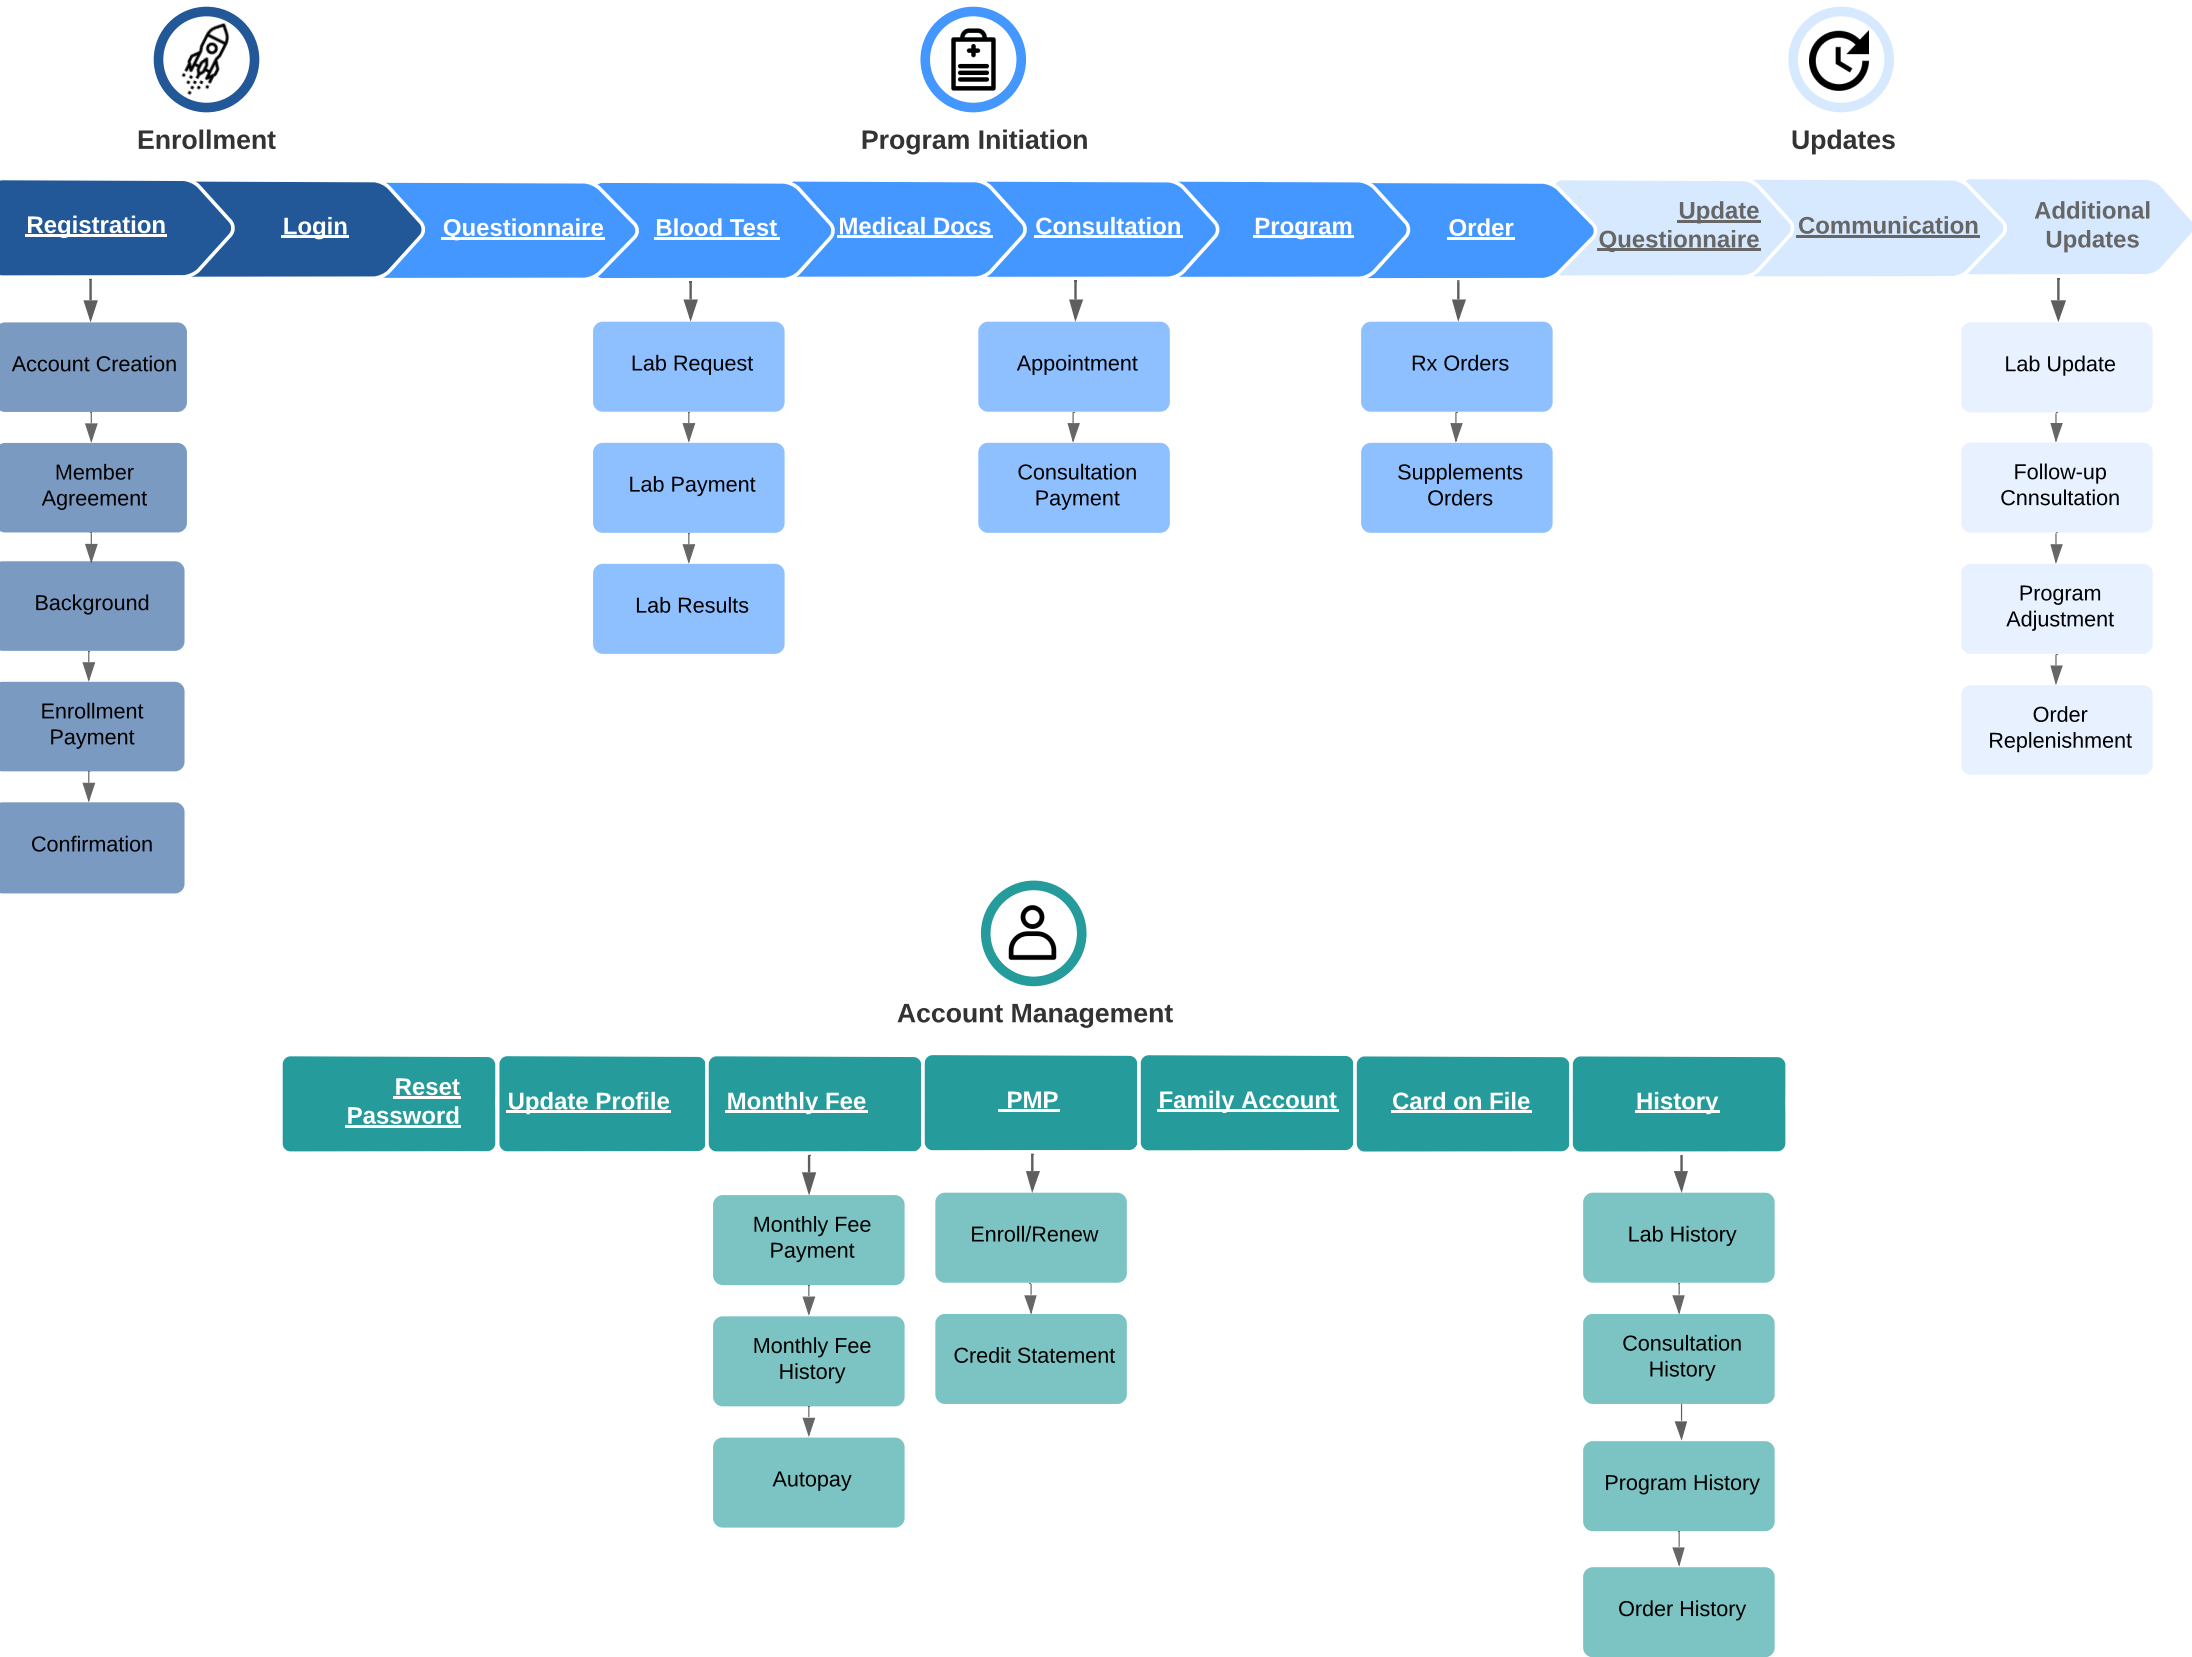 Enrollment
Program Initiation
Updates
Registration
Login
Questionnaire
Blood Test
Medical Docs
Consultation
Program
Order
Update
Questionnaire
Communication
Additional
Updates
Account Creation
Member
Agreement
Background
Enrollment
Payment
Confirmation
Lab Request
Lab Payment
Lab Results
Appointment
Consultation
Payment
Rx Orders
Supplements
Orders
Lab Update
Follow-up
Cnnsultation
Program
Adjustment
Order
Replenishment
Account Management
Reset
Password
Update Profile
Monthly Fee
PMP
Family Account
Card on File
History
Monthly Fee
Payment
Monthly Fee
History
Autopay
Enroll/Renew
Credit Statement
Lab History
Consultation
History
Program History
Order History